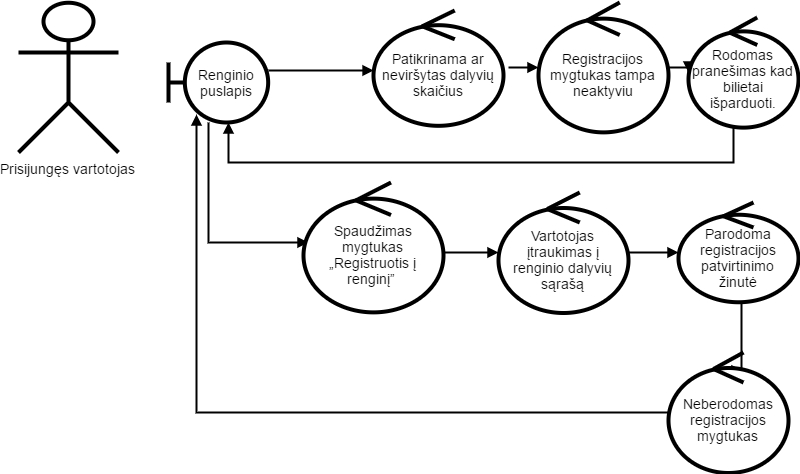 Renginio
puslapis
Patikrinama ar
neviršytas dalyvių
skaičius
Registracijos
mygtukas tampa
neaktyviu
Rodomas
pranešimas kad
bilietai
išparduoti.
Prisijungęs vartotojas
Spaudžimas
mygtukas
„Registruotis į
renginį”
Vartotojas
įtraukimas į
renginio dalyvių
sąrašą
Parodoma
registracijos
patvirtinimo
žinutė
Neberodomas
registracijos
mygtukas